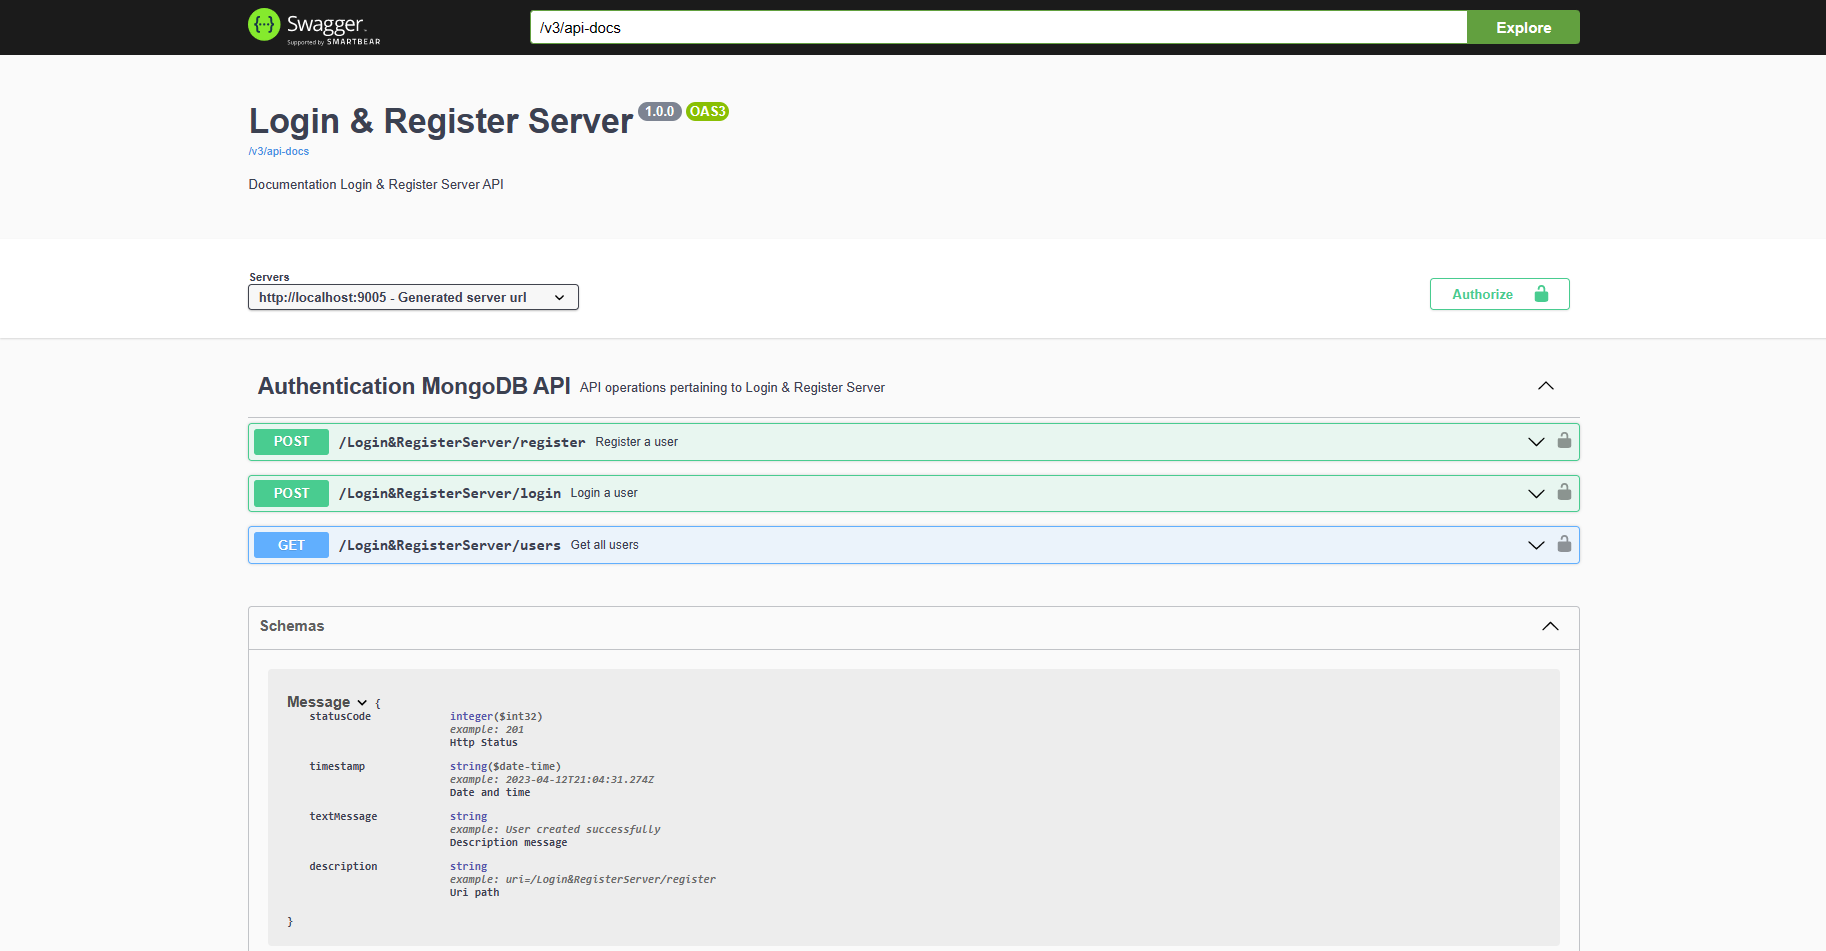 Swagger.
Supported by SMARTBEAR
/v3/api-docs
Explore
Login & Register Server 1.0.0 OAS3
/v3/api-docs
Documentation Login & Register Server API
Servers
http://localhost:9005 - Generated server url
Authorize
Authentication MongoDB API API operations pertaining to Login & Register Server
POST /Login&RegisterServer/register Register a user
POST /Login&RegisterServer/login Login a user
GET /Login&RegisterServer/users Get all users
Schemas
Message {
statusCode integer($int32)
example: 201
Http Status
timestamp string($date-time)
example: 2023-04-12T21:04:31.274Z
Date and time
textMessage string
example: User created successfully
Description message
description string
example: uri=/Login&RegisterServer/register
Uri path
}